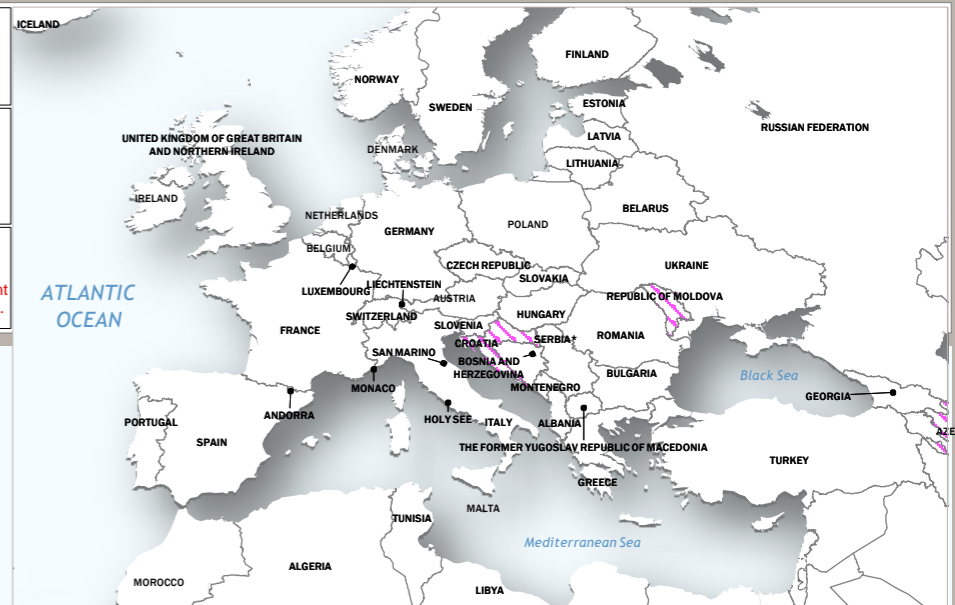 ICELAND
FINLAND
NORWAY
SWEDEN
ESTONIA
RUSSIAN FEDERATION
UNITED KINGDOM OF GREAT BRITAIN
AND NORTHERN IRELAND
LATVIA
DENMARK
LITHUANIA
IRELAND
BELARUS
NETHERLANDS
POLAND
GERMANY
BELGIUM
CZECH REPUBLIC
UKRAINE
SLOVAKIA
LUXEMBOURG
LIECHTENSTEIN
ATLANTIC
OCEAN
AUSTRIA
REPUBLIC OF MOLDOVA
SWITZERLAND
HUNGARY
SLOVENIA
FRANCE
ROMANIA
CROATIA
SERBIA*
SAN MARINO
BOSNIA AND
HERZEGOVINA
BULGARIA
Black Sea
MONACO
MONTENEGRO
GEORGIA
ANDORRA
HOLY SEE
ITALY
ALBANIA
PORTUGAL
AZE
SPAIN
THE FORMER YUGOSLAV REPUBLIC OF MACEDONIA
TURKEY
GREECE
MALTA
TUNISIA
Mediterranean Sea
ALGERIA
MOROCCO
LIBYA